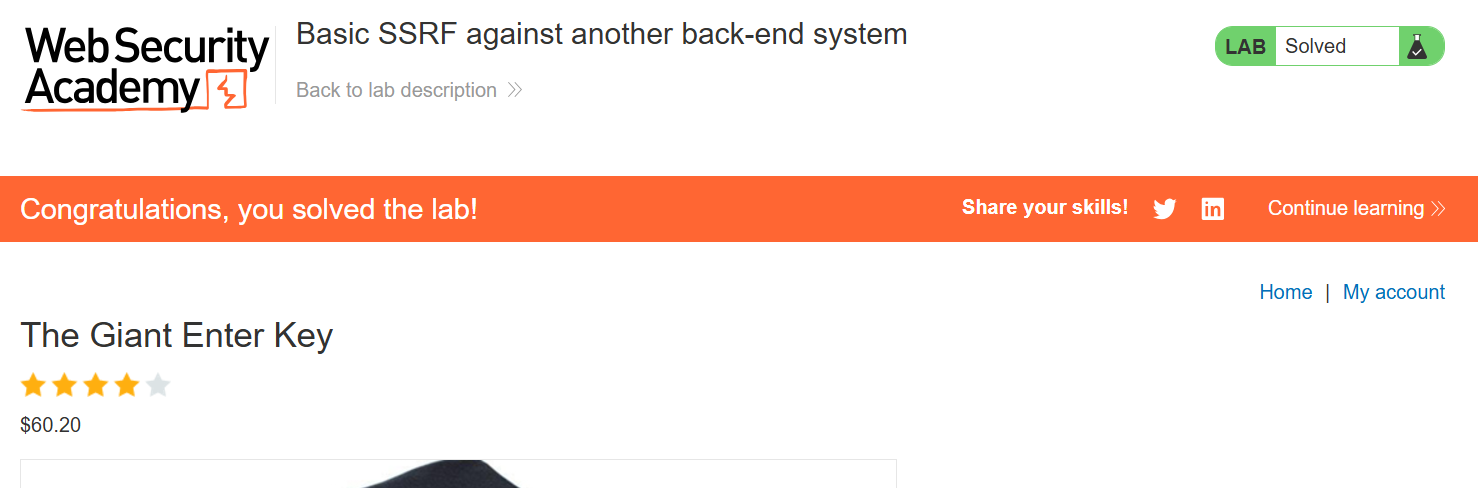 Web Security
Academy
Basic SSRF against another back-end system
Back to lab description
LAB Solved
Congratulations, you solved the lab!
Share your skills!
Continue learning
Home | My account
The Giant Enter Key
$60.20